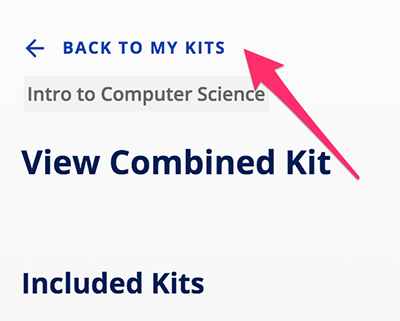 BACK TO MY KITS
Intro to Computer Science
View Combined Kit
Included Kits